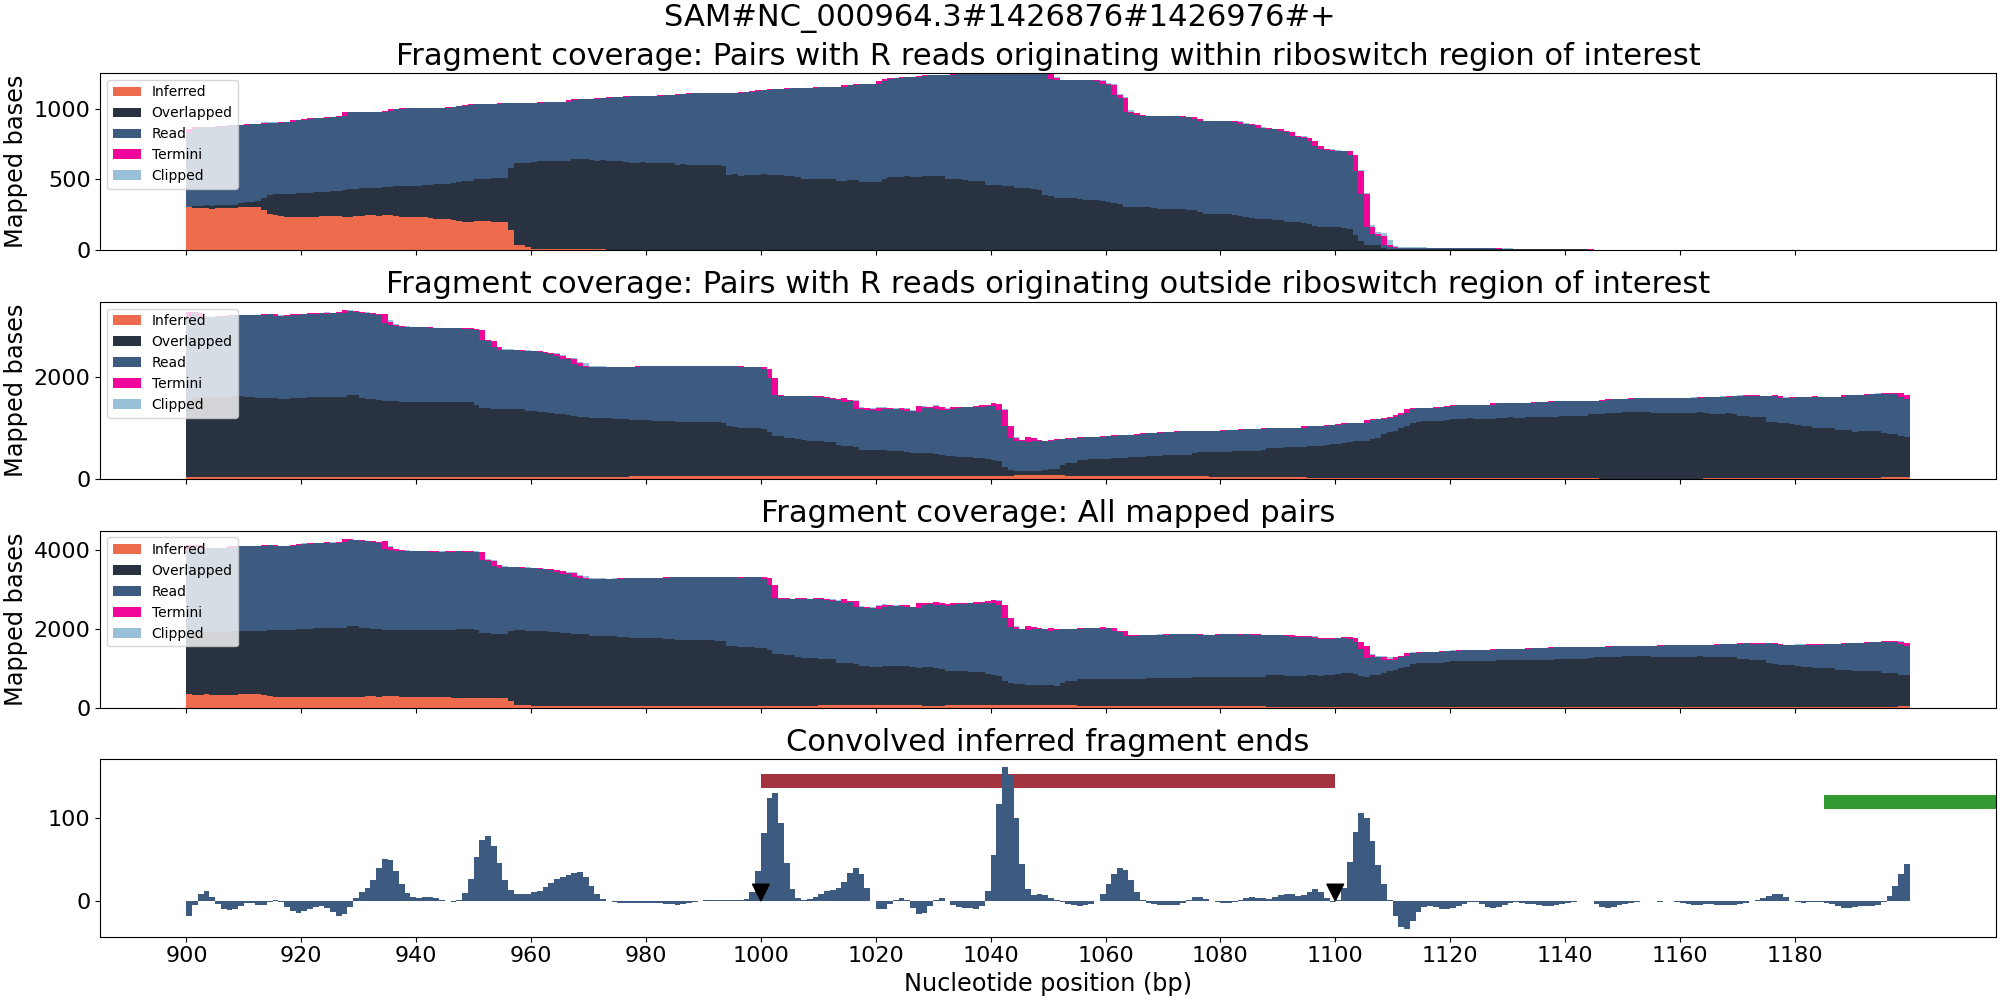 SAM#NC_000964.3#1426876#1426976#+
Fragment coverage: Pairs with R reads originating within riboswitch region of interest
Mapped bases
1000
500
0
Inferred
Overlapped
Read
Termini
Clipped
Fragment coverage: Pairs with R reads originating outside riboswitch region of interest
Mapped bases
2000
0
Inferred
Overlapped
Read
Termini
Clipped
Fragment coverage: All mapped pairs
Mapped bases
4000
2000
0
Inferred
Overlapped
Read
Termini
Clipped
Convolved inferred fragment ends
100
0
900 920 940 960 980 1000 1020 1040 1060 1080 1100 1120 1140 1160 1180
Nucleotide position (bp)